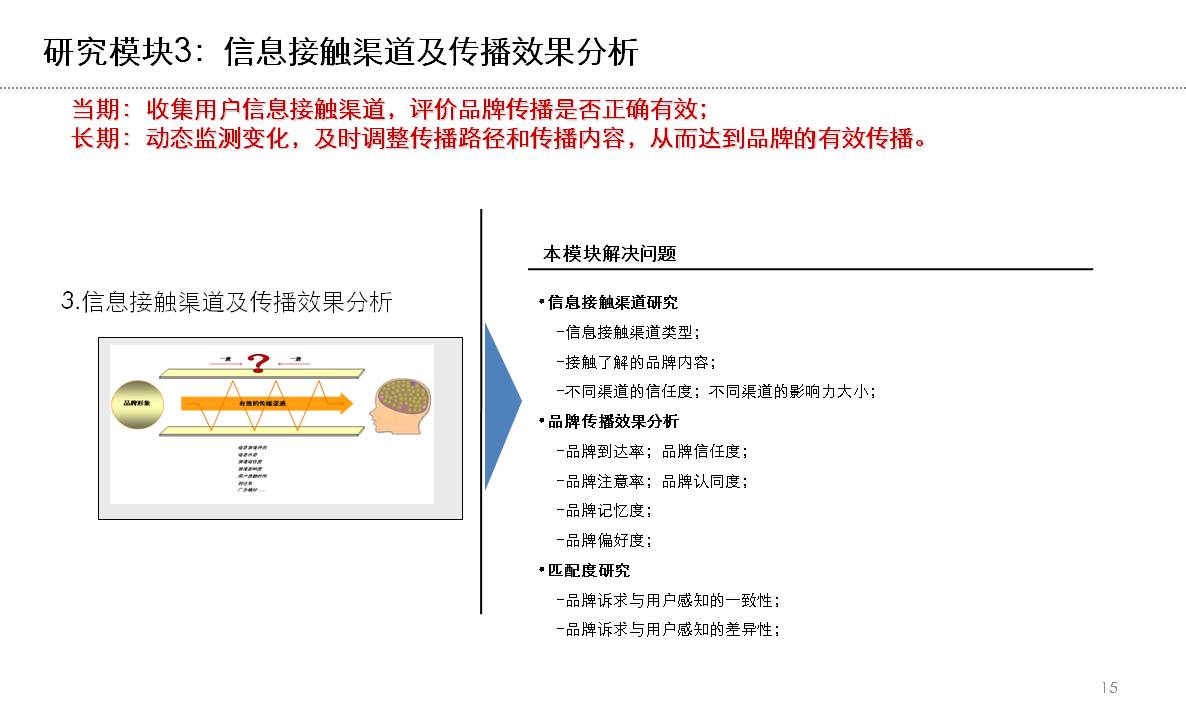 研究模块3：信息接触渠道及传播效果分析
当期：收集用户信息接触渠道，评价品牌传播是否正确有效；
长期：动态监测变化，及时调整传播路径和传播内容，从而达到品牌的有效传播。
3.信息接触渠道及传播效果分析
一致
?
一致
品牌形象
有效的传播渠道
信息内容
到达率
本模块解决问题
•信息接触渠道研究
–信息接触渠道类型；
–接触了解的品牌内容；
–不同渠道的信任度；不同渠道的影响力大小；
•品牌传播效果分析
–品牌到达率；品牌信任度；
–品牌注意率；品牌认同度；
–品牌记忆度；
–品牌偏好度；
•匹配度研究
–品牌诉求与用户感知的一致性；
–品牌诉求与用户感知的差异性；
15